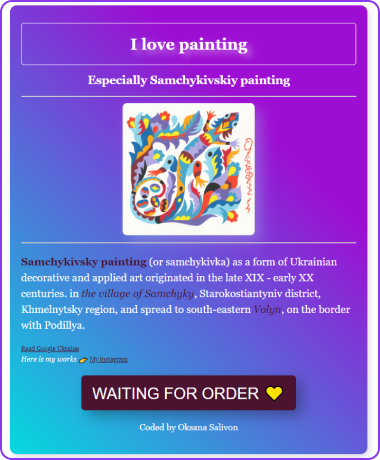 I love painting
Especially Samchykivskiy painting
Samchykivsky painting (or samchykivka) as a form of Ukrainian
decorative and applied art originated in the late XIX - early XX
centuries. in the village of Samchyky, Starokostiantyniv district,
Khmelnytsky region, and spread to south-eastern Volyn, on the border
with Podillya.
Read Google Ukraine
Here is my works 👉 My Instagram
WAITING FOR ORDER 💛
Coded by Oksana Salivon